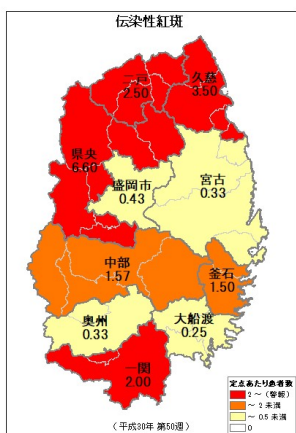 伝染性紅斑
二戸
2.50
久慈
3.50
県央
6.60
盛岡市
0.43
宮古
0.33
中部
1.57
釜石
1.50
奥州
0.33
大船渡
0.25
一関
2.00
定点あたり患者数
2～（警報）
～ 2 未満
～ 0.5 未満
0
（平成30年 第50週）